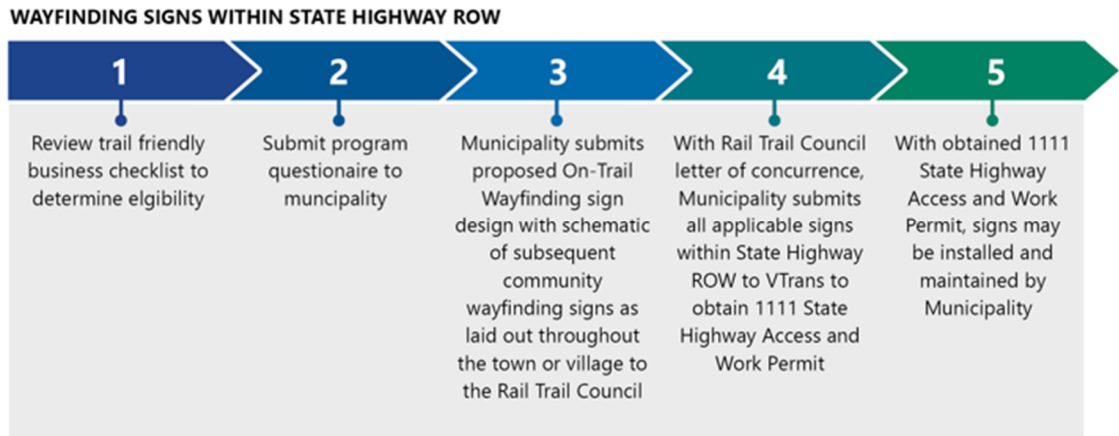 WAYFINDING SIGNS WITHIN STATE HIGHWAY ROW
1
2
3
4
5
Review trail friendly
business checklist to
determine elgibility
Submit program
questionaire to
muncipality
Municipality submits
proposed On-Trail
Wayfinding sign
design with schematic
of subsequent
community
wayfinding signs as
laid out throughout
the town or village to
the Rail Trail Council
With Rail Trail Council
letter of concurrence,
Municipality submits
all applicable signs
within State Highway
ROW to VTrans to
obtain 1111 State
Highway Access and
Work Permit
With obtained 1111
State Highway
Access and Work
Permit, signs may
be installed and
maintained by
Municipality